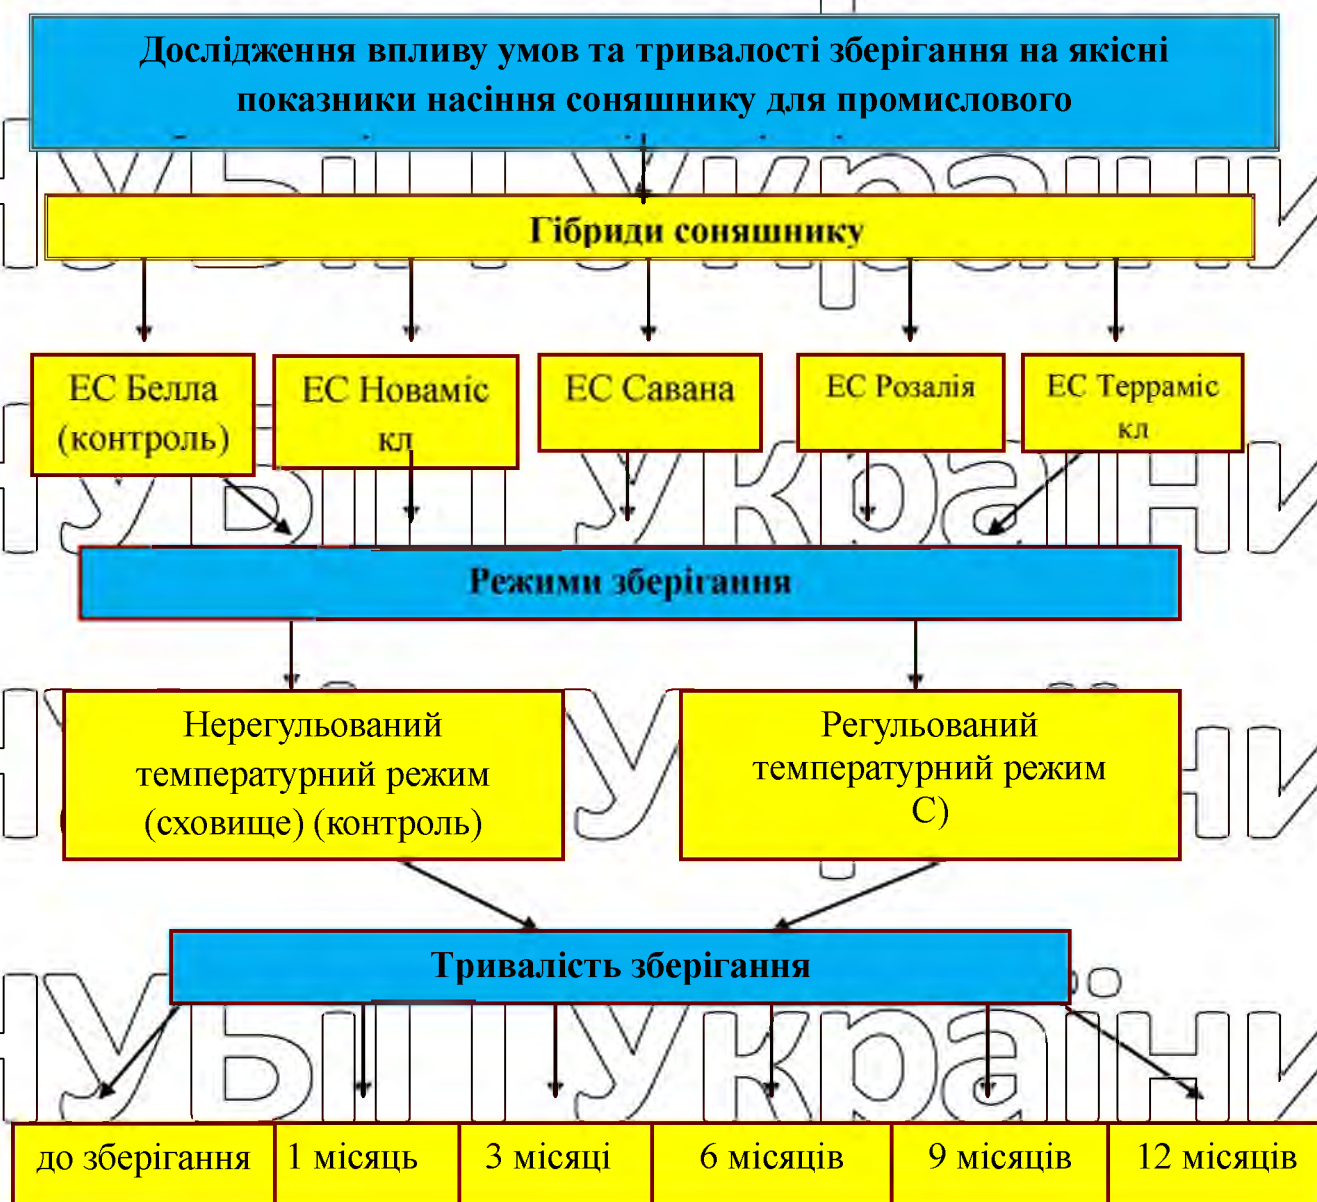 Дослідження впливу умов та тривалості зберігання на якісні
показники насіння соняшнику для промислового
Гібриди соняшнику
ЕС Белла
(контроль)
ЕС Новаміс
кл
ЕС Савана
ЕС Розалія
ЕС Терраміс
кл
Режими зберігання
Нерегульований
температурний режим
(сховище) (контроль)
Регульований
температурний режим
С)
Тривалість зберігання
до зберігання
1 місяць
3 місяці
6 місяців
9 місяців
12 місяців